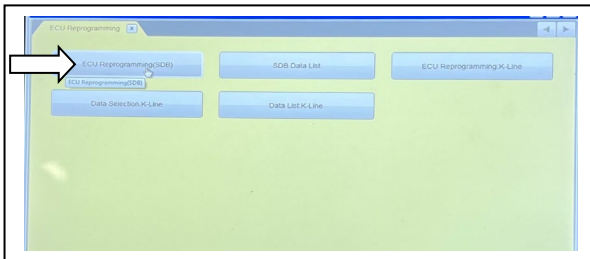 ECU Reprogramming
ECU Reprogramming(SDB)
SDB Data List
ECU Reprogramming:K-Line
ECU Reprogramming(SDB)
Data Selection:K-Line
Data List:K-Line